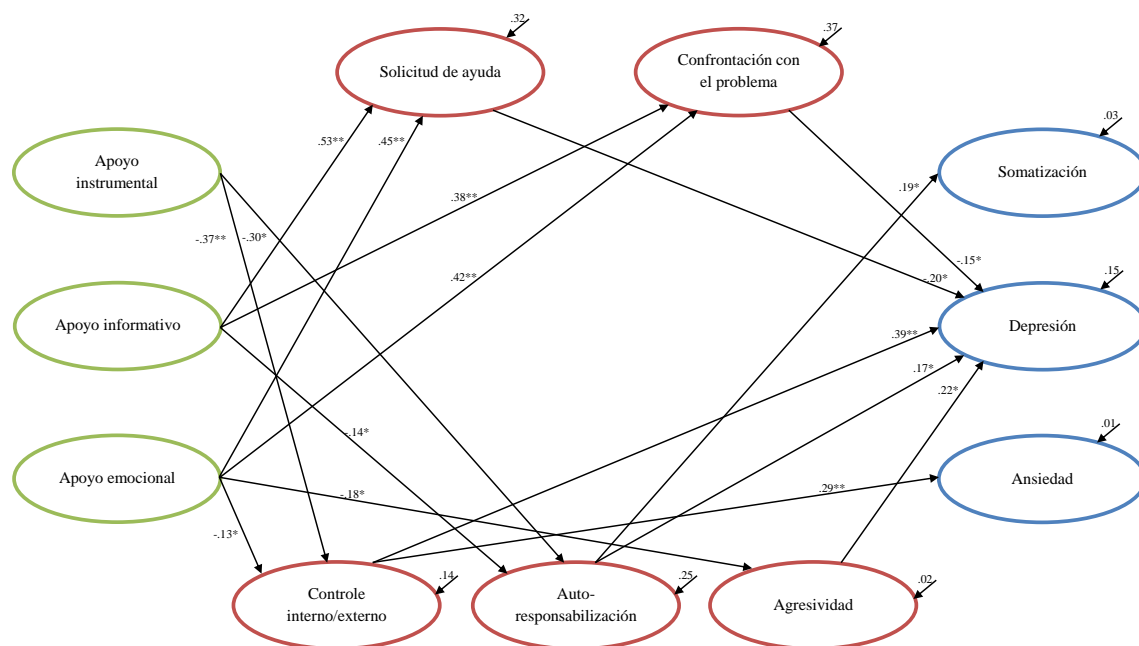 .32
.37
Solicitud de ayuda
Confrontación con
el problema
.03
.53**
.45**
Apoyo
instrumental
Somatización
.19*
.38**
-.37**
-.30*
-.15*
.15
-.20*
.42**
Apoyo informativo
Depresión
.39**
.17*
.22*
-.14*
.01
Apoyo emocional
Ansiedad
-.18*
.29**
-.13*
.14
.25
.02
Controle
interno/externo
Auto-
responsabilización
Agresividad